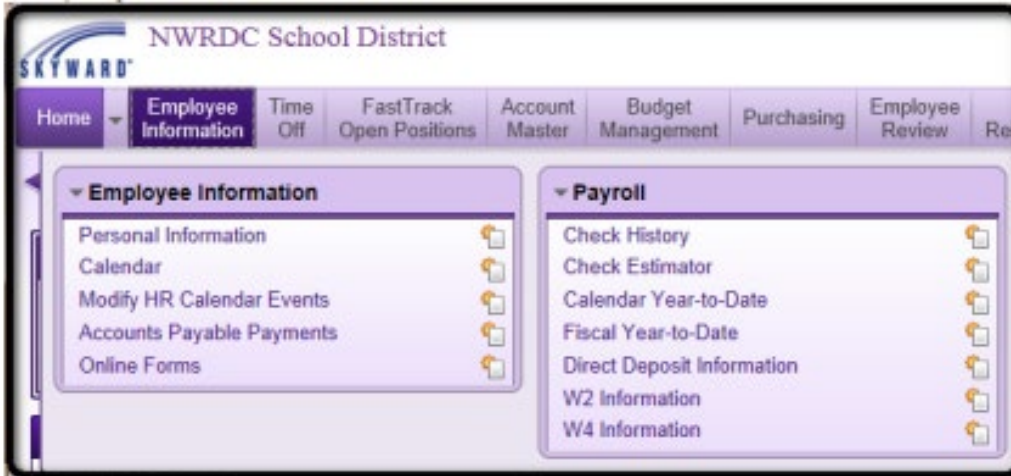 NWRDC School District
SKYWARD®
Home
Employee
Information
Time
Off
FastTrack
Open Positions
Account
Master
Budget
Management
Purchasing
Employee
Review
Re
Employee Information
Personal Information
Calendar
Modify HR Calendar Events
Accounts Payable Payments
Online Forms
Payroll
Check History
Check Estimator
Calendar Year-to-Date
Fiscal Year-to-Date
Direct Deposit Information
W2 Information
W4 Information